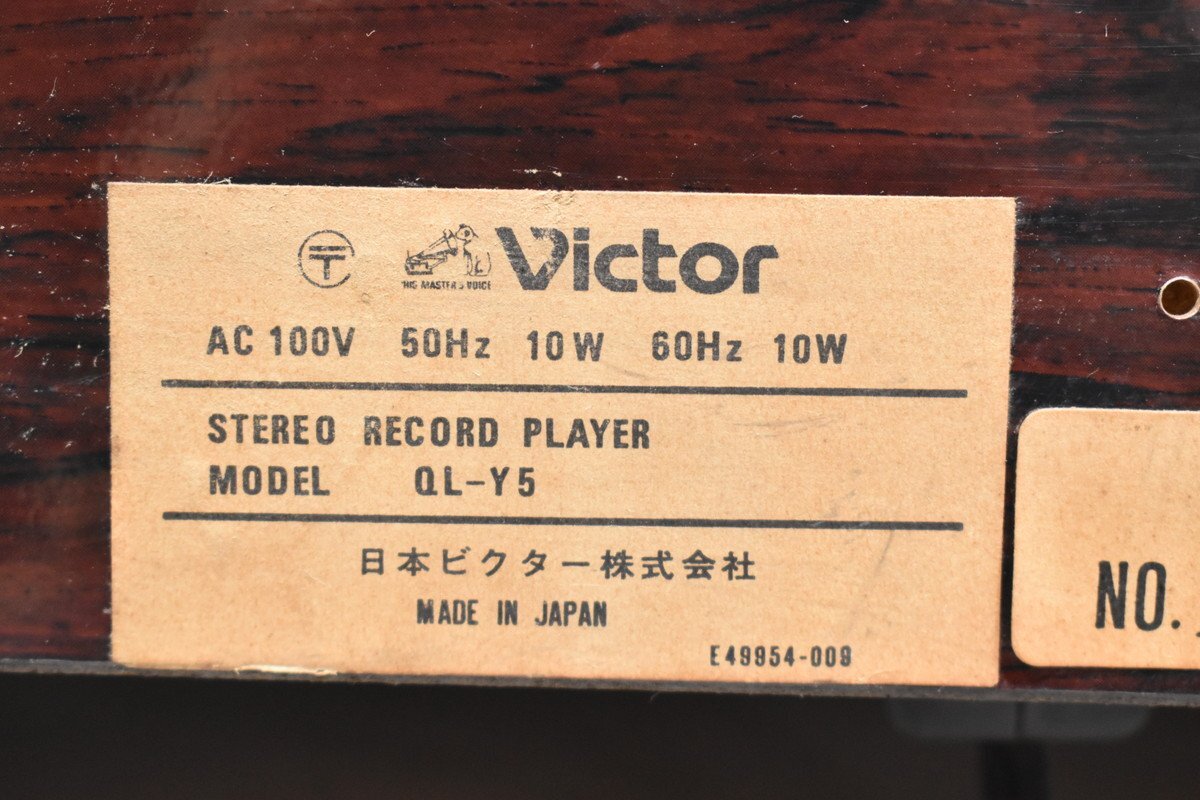 〒 HIS MASTER'S VOICE Victor
AC 100V 50Hz 10W 60Hz 10W
STEREO RECORD PLAYER
MODEL QL-Y5
日本ビクター株式会社
MADE IN JAPAN
E49954-009
NO.